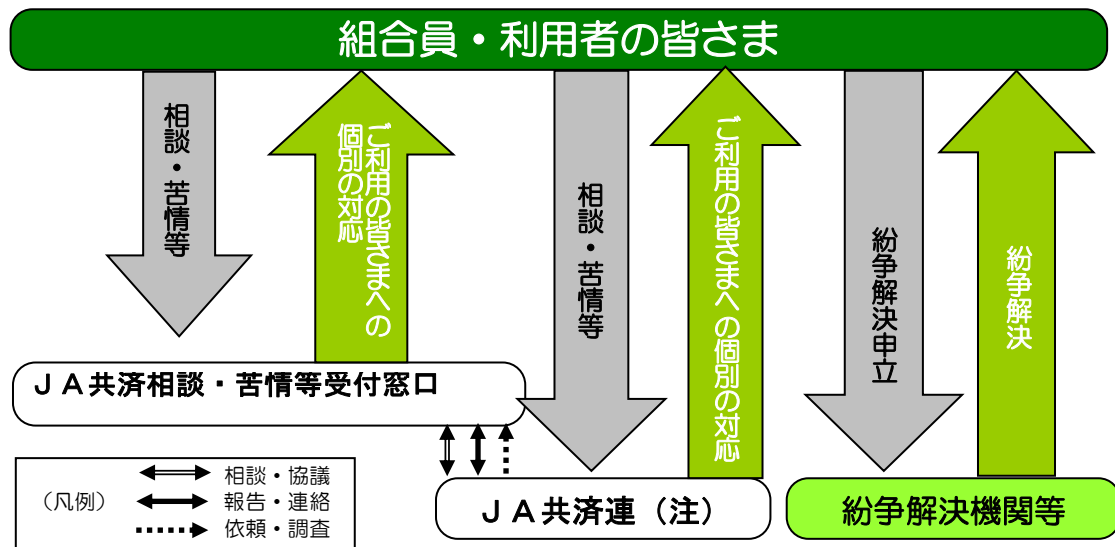 組合員・利用者の皆さま
相談・苦情等
ご利用の皆さまへの
個別の対応
相談・苦情等
ご利用の皆さまへの個別の対応
紛争解決申立
紛争解決
ＪＡ共済相談・苦情等受付窓口
（凡例）
相談・協議
報告・連絡
依頼・調査
ＪＡ共済連（注）
紛争解決機関等